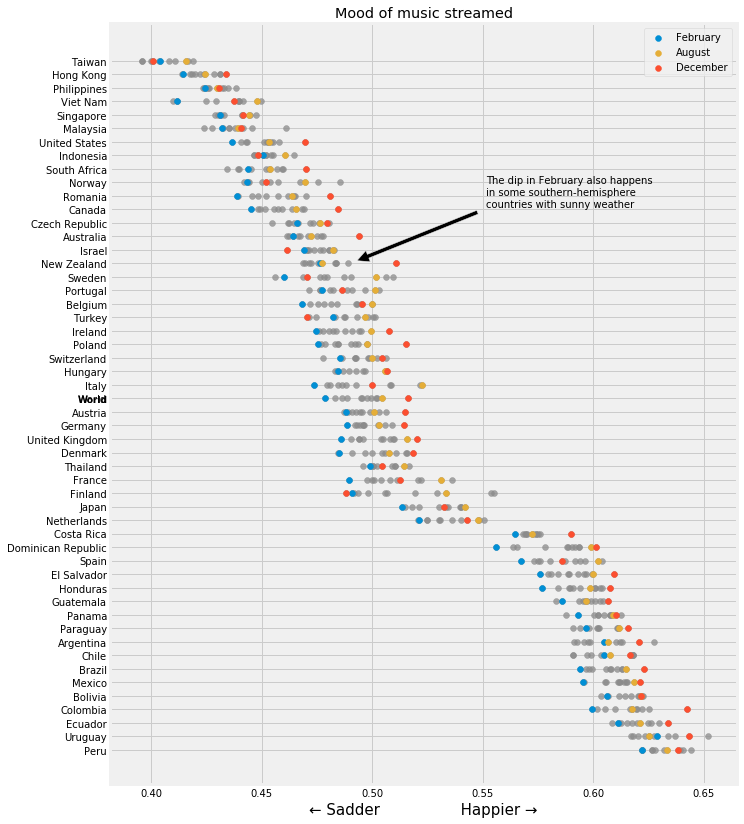 Mood of music streamed
February
August
December
Taiwan
Hong Kong
Philippines
Viet Nam
Singapore
Malaysia
United States
Indonesia
South Africa
Norway
Romania
Canada
Czech Republic
Australia
Israel
New Zealand
Sweden
Portugal
Belgium
Turkey
Ireland
Poland
Switzerland
Hungary
Italy
World
Austria
Germany
United Kingdom
Denmark
Thailand
France
Finland
Japan
Netherlands
Costa Rica
Dominican Republic
Spain
El Salvador
Honduras
Guatemala
Panama
Paraguay
Argentina
Chile
Brazil
Mexico
Bolivia
Colombia
Ecuador
Uruguay
Peru
The dip in February also happens
in some southern-hemisphere
countries with sunny weather
0.40 0.45 0.50 0.55 0.60 0.65
← Sadder Happier →